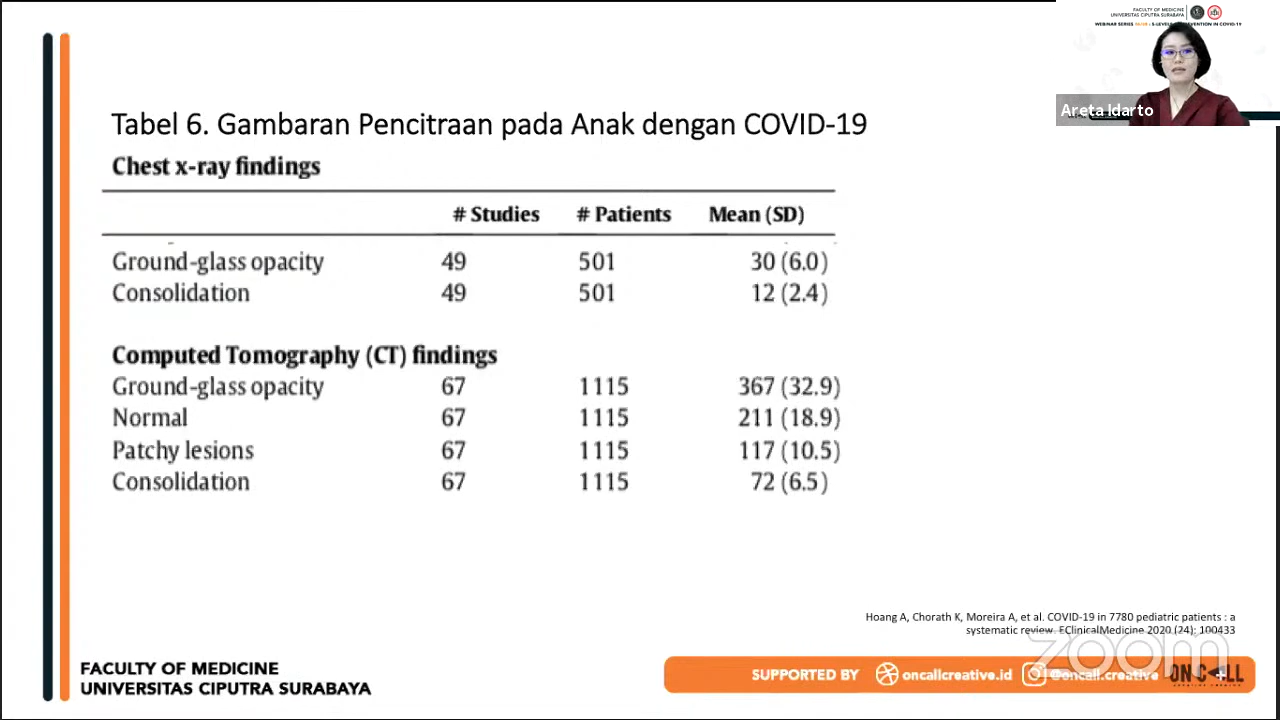 FACULTY OF MEDICINE
UNIVERSITAS CIPUTRA SURABAYA
Areta Idarto
Tabel 6. Gambaran Pencitraan pada Anak dengan COVID-19
Chest x-ray findings
# Studies # Patients Mean (SD)
Ground-glass opacity 49 501 30 (6.0)
Consolidation 49 501 12 (2.4)
Computed Tomography (CT) findings
Ground-glass opacity 67 1115 367 (32.9)
Normal 67 1115 211 (18.9)
Patchy lesions 67 1115 117 (10.5)
Consolidation 67 1115 72 (6.5)
Hoang A, Chorath K, Moreira A, et al. COVID-19 in 7780 pediatric patients : a
systematic review. EClinicalMedicine 2020 (24); 100433
zoom
FACULTY OF MEDICINE
UNIVERSITAS CIPUTRA SURABAYA
SUPPORTED BY oncallcreative.id @oncall.creative ON CALL